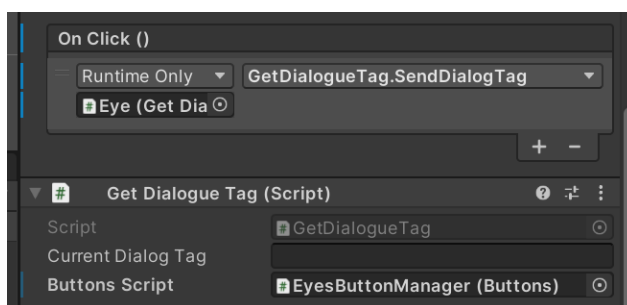 On Click ()
Runtime Only GetDialogueTag.SendDialogTag
Eye (Get Dia
+ -
# Get Dialogue Tag (Script)
Script GetDialogueTag
Current Dialog Tag
Buttons Script EyesButtonManager (Buttons)